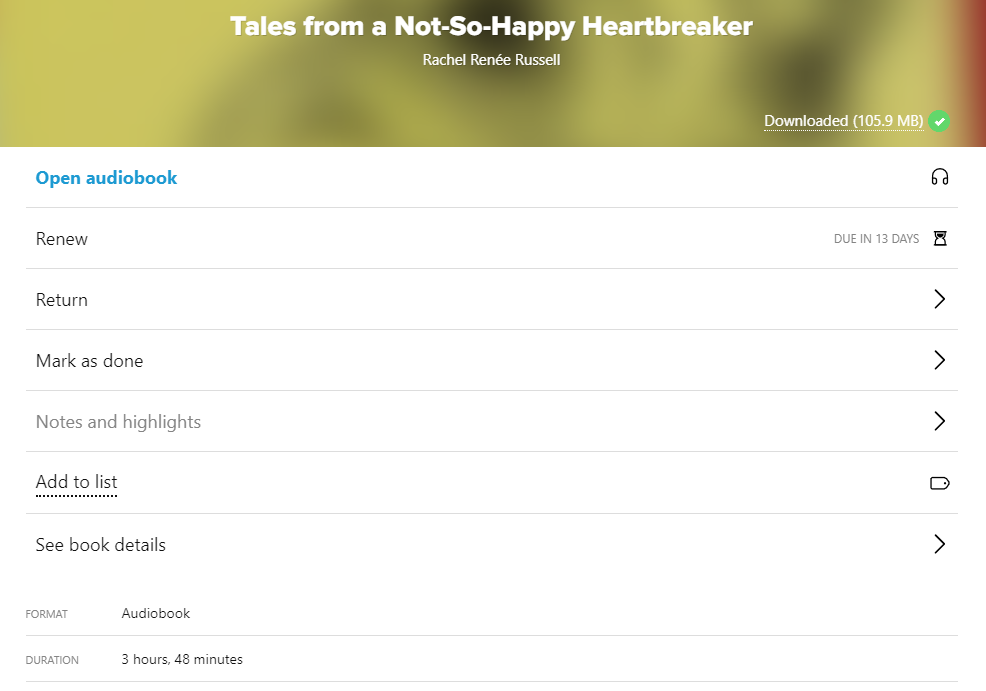 Tales from a Not-So-Happy Heartbreaker
Rachel Renée Russell
Downloaded (105.9 MB)
Open audiobook
Renew DUE IN 13 DAYS
Return
Mark as done
Notes and highlights
Add to list
See book details
FORMAT Audiobook
DURATION 3 hours, 48 minutes